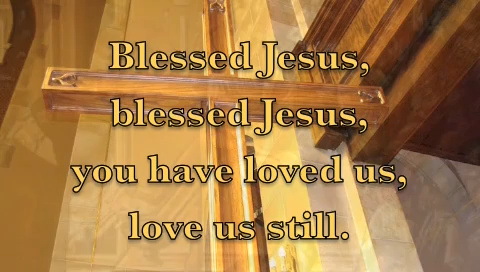 Blessed Jesus,
blessed Jesus,
you have loved us,
love us still.